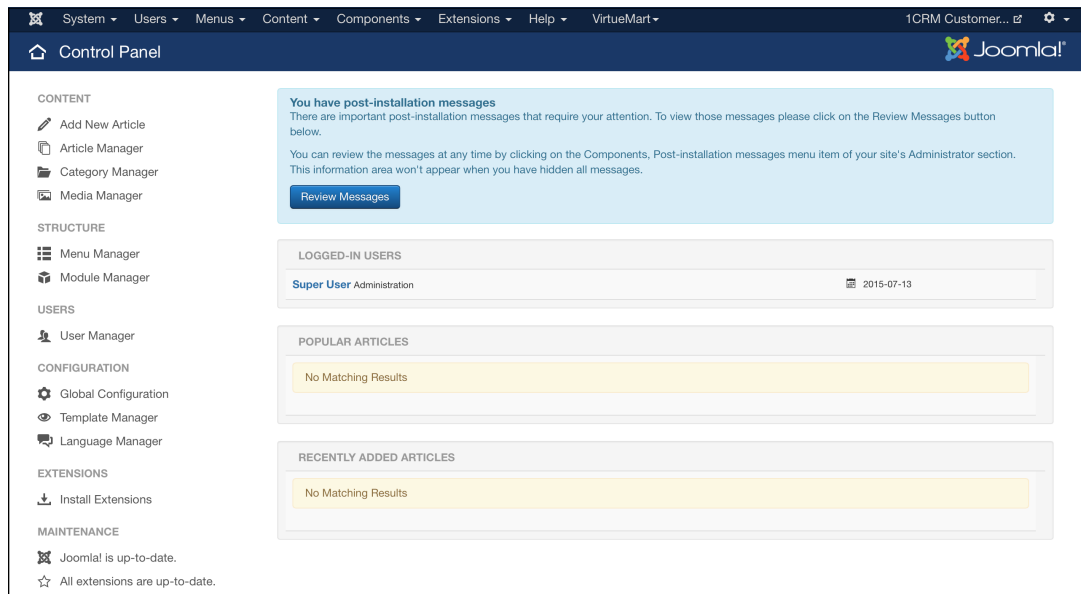 System Users Menus Content Components Extensions Help VirtueMart 1CRM Customer...
Control Panel Joomla!®
CONTENT
Add New Article
Article Manager
Category Manager
Media Manager
STRUCTURE
Menu Manager
Module Manager
USERS
User Manager
CONFIGURATION
Global Configuration
Template Manager
Language Manager
EXTENSIONS
Install Extensions
MAINTENANCE
Joomla! is up-to-date.
All extensions are up-to-date.
You have post-installation messages
There are important post-installation messages that require your attention. To view those messages please click on the Review Messages button
below.
You can review the messages at any time by clicking on the Components, Post-installation messages menu item of your site's Administrator section.
This information area won't appear when you have hidden all messages.
Review Messages
LOGGED-IN USERS
Super User Administration 2015-07-13
POPULAR ARTICLES
No Matching Results
RECENTLY ADDED ARTICLES
No Matching Results